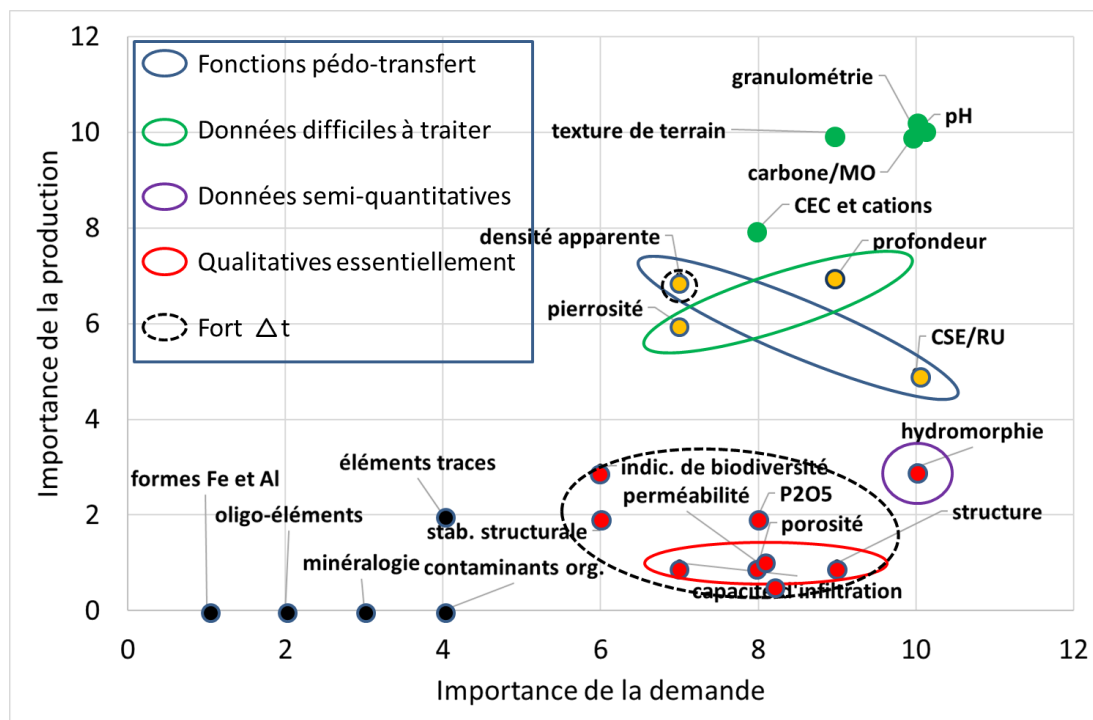 Importance de la production
12
10
8
6
4
2
0
Fonctions pédo-transfert
Données difficiles à traiter
Données semi-quantitatives
Qualitatives essentiellement
Fort △t
granulométrie
texture de terrain
pH
carbone/MO
CEC et cations
densité apparente
profondeur
pierrosité
CSE/RU
hydromorphie
éléments traces
indic. de biodiversité
formes Fe et Al
perméabilité
P2O5
oligo-éléments
stab. structurale
porosité
structure
minéralogie
contaminants org.
capacité d'infiltration
0
2
4
6
8
10
12
Importance de la demande